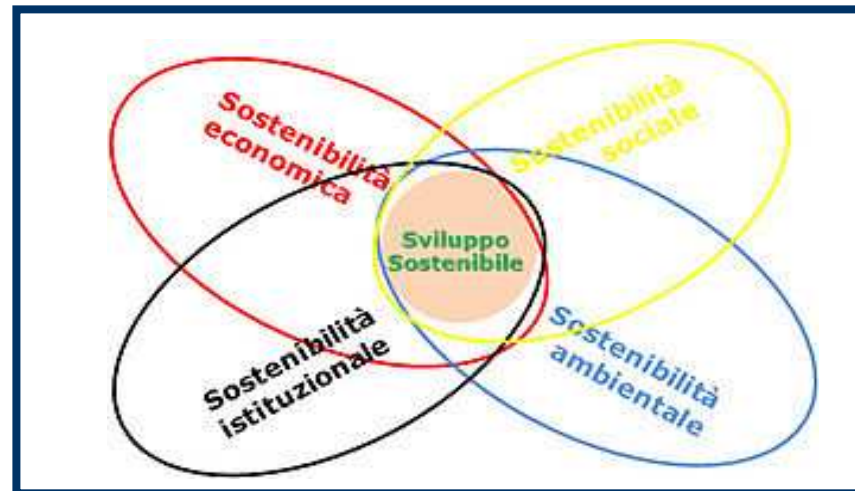 Sostenibilità
economica
Sostenibilità
sociale
Sviluppo
Sostenibile
Sostenibilità
istituzionale
Sostenibilità
ambientale